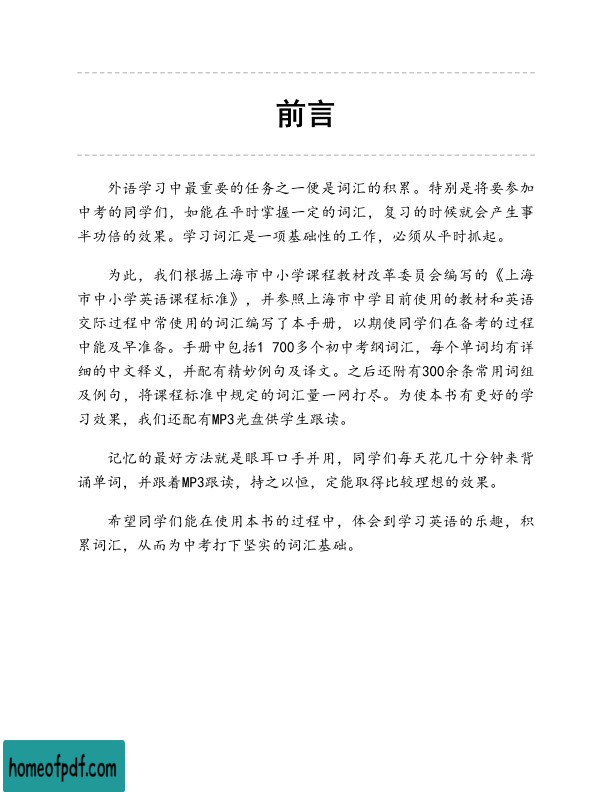 前言
外语学习中最重要的任务之一便是词汇的积累。特别是将要参加
中考的同学们，如能在平时掌握一定的词汇，复习的时候就会产生事
半功倍的效果。学习词汇是一项基础性的工作，必须从平时抓起。
为此，我们根据上海市中小学课程教材改革委员会编写的《上海
市中小学英语课程标准》，并参照上海市中学目前使用的教材和英语
交际过程中常使用的词汇编写了本手册，以期使同学们在备考的过程
中能及早准备。手册中包括1 700多个初中考纲词汇，每个单词均有详
细的中文释义，并配有精妙例句及译文。之后还附有300余条常用词组
及例句，将课程标准中规定的词汇量一网打尽。为使本书有更好的学
习效果，我们还配有MP3光盘供学生跟读。
记忆的最好方法就是眼耳口手并用，同学们每天花几十分钟来背
诵单词，并跟着MP3跟读，持之以恒，定能取得比较理想的效果。
希望同学们能在使用本书的过程中，体会到学习英语的乐趣，积
累词汇，从而为中考打下坚实的词汇基础。
homeofpdf.com